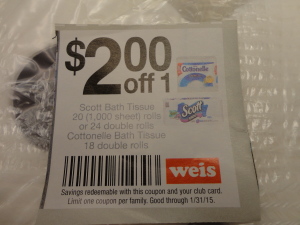 $2.00
off 1
Cottonelle
Scott Bath Tissue
20 (1,000 sheet) rolls
or 24 double rolls
Scott
Cottonelle Bath Tissue
18 double rolls
weis
Savings redeemable with this coupon and your club card.
Limit one coupon per family. Good through 1/31/15.